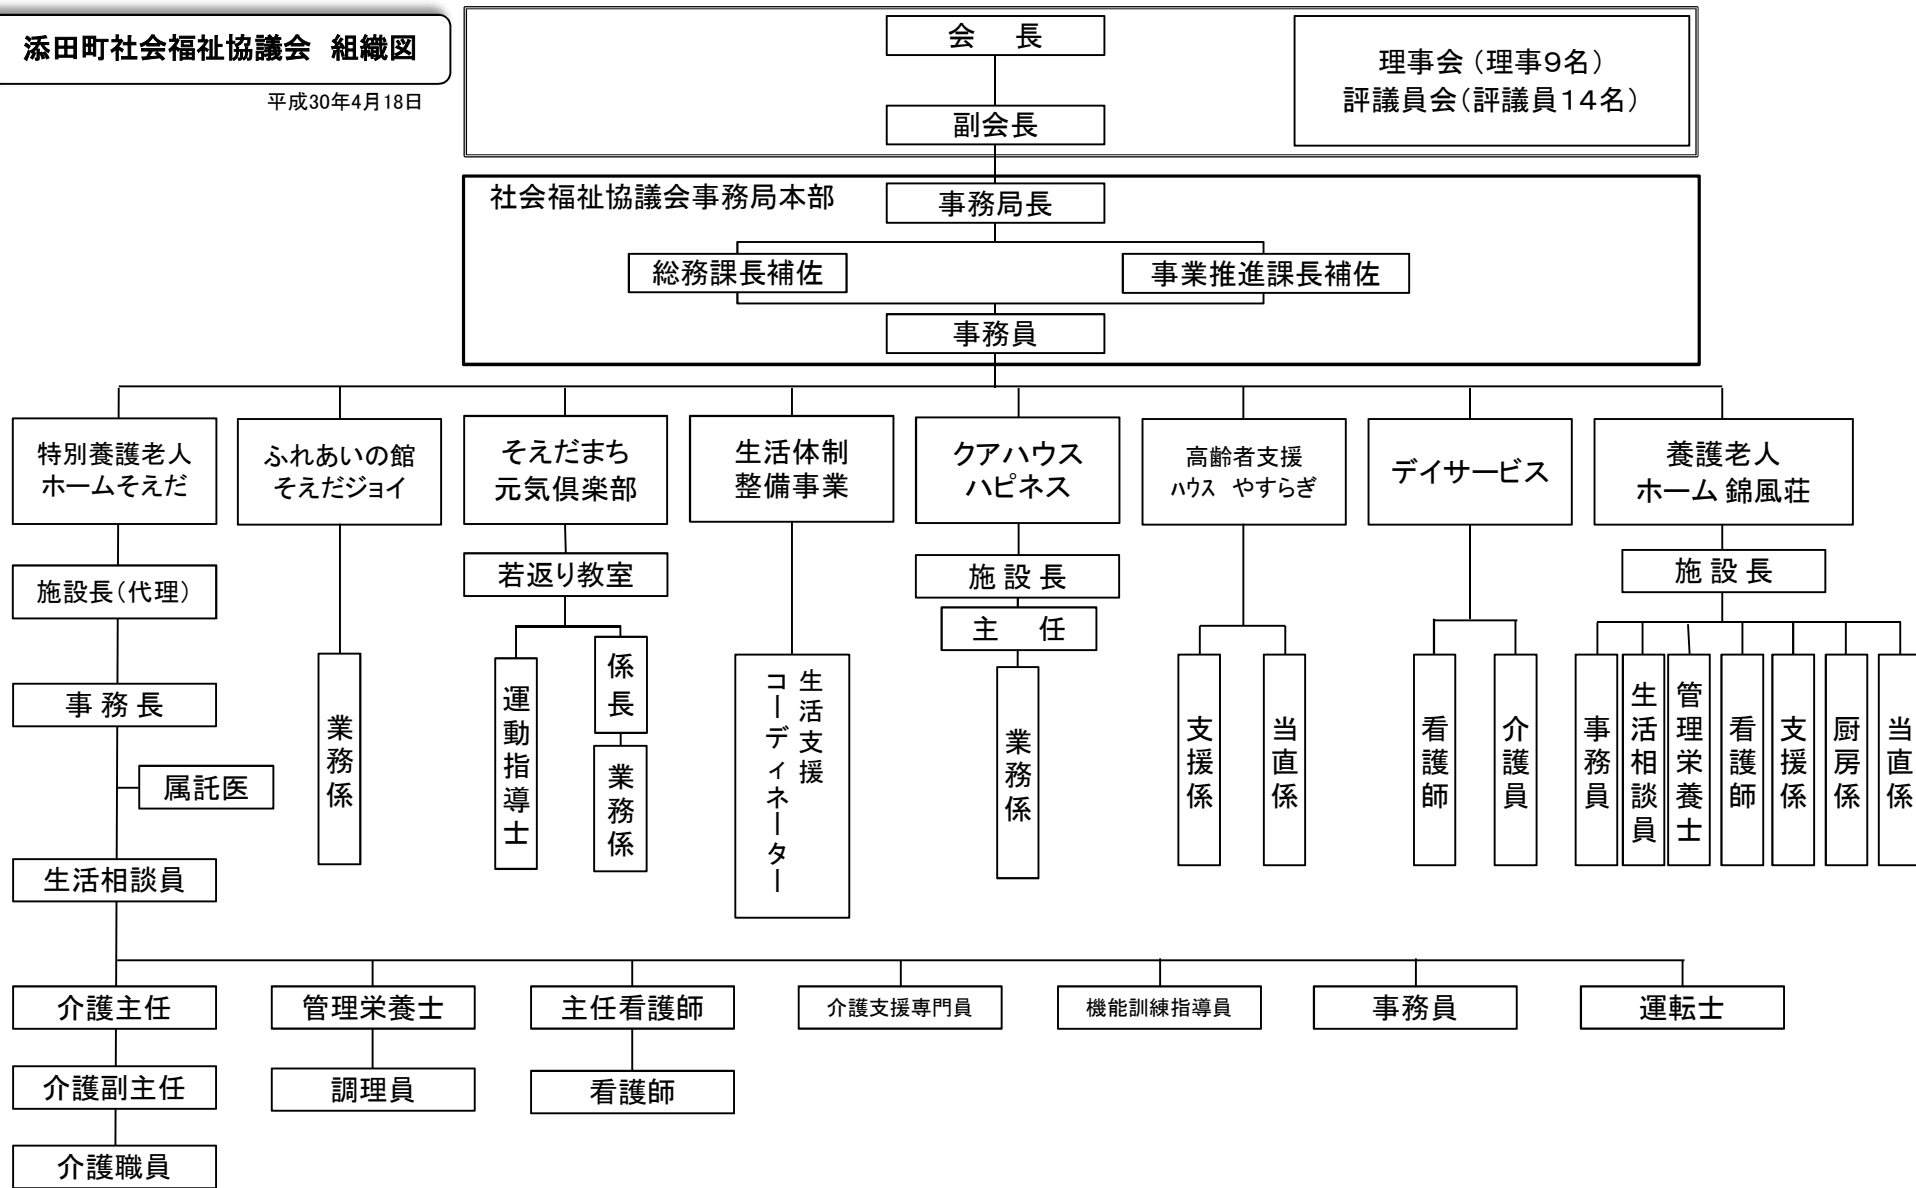 添田町社会福祉協議会 組織図
平成30年4月18日
会 長
副会長
理事会（理事9名）
評議員会（評議員14名）
社会福祉協議会事務局本部
事務局長
総務課長補佐
事業推進課長補佐
事務員
特別養護老人
ホームそえだ
ふれあいの館
そえだジョイ
そえだまち
元気倶楽部
生活体制
整備事業
クアハウス
ハピネス
高齢者支援
ﾊｳｽ やすらぎ
デイサービス
養護老人
ホーム 錦風荘
施設長（代理）
事 務 長
属託医
生活相談員
業務係
若返り教室
運動指導士
係長
業務係
生活支援
コーディネーター
施 設 長
主 任
業務係
支援係
当直係
看護師
介護員
施 設 長
事務員
生活相談員
管理栄養士
看護師
支援係
厨房係
当直係
介護主任
管理栄養士
主任看護師
介護支援専門員
機能訓練指導員
事務員
運転士
介護副主任
調理員
看護師
介護職員